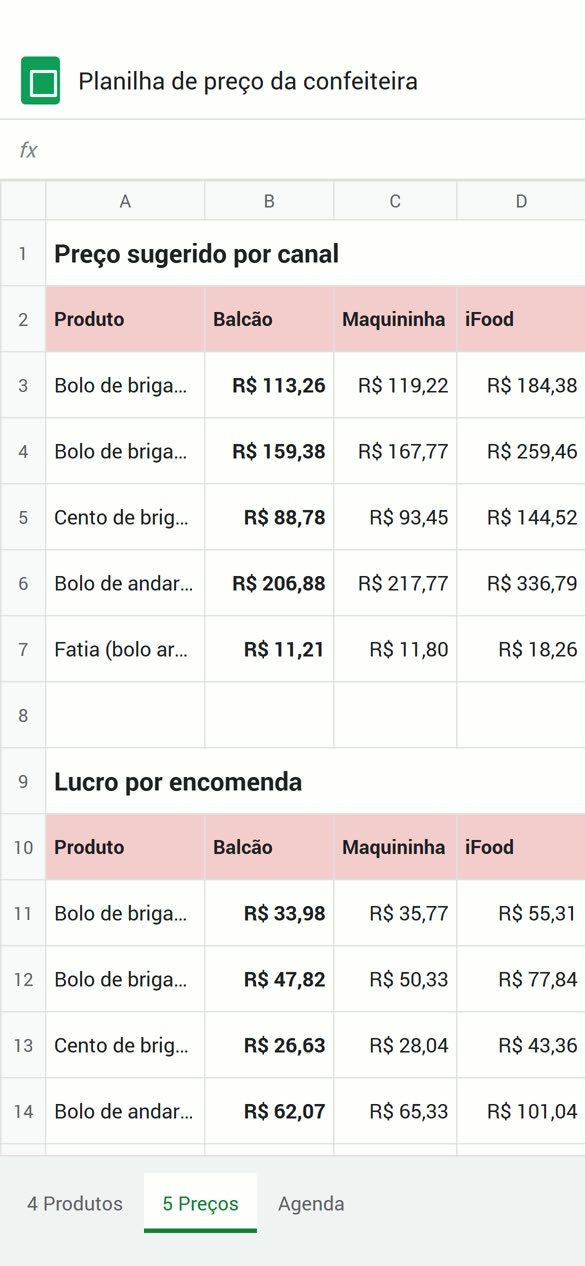 Planilha de preço da confeiteira
fx
A B C D
1 Preço sugerido por canal
2 Produto Balcão Maquininha iFood
3 Bolo de briga... R$ 113,26 R$ 119,22 R$ 184,38
4 Bolo de briga... R$ 159,38 R$ 167,77 R$ 259,46
5 Cento de brig... R$ 88,78 R$ 93,45 R$ 144,52
6 Bolo de andar... R$ 206,88 R$ 217,77 R$ 336,79
7 Fatia (bolo ar... R$ 11,21 R$ 11,80 R$ 18,26
8
9 Lucro por encomenda
10 Produto Balcão Maquininha iFood
11 Bolo de briga... R$ 33,98 R$ 35,77 R$ 55,31
12 Bolo de briga... R$ 47,82 R$ 50,33 R$ 77,84
13 Cento de brig... R$ 26,63 R$ 28,04 R$ 43,36
14 Bolo de andar... R$ 62,07 R$ 65,33 R$ 101,04
4 Produtos 5 Preços Agenda